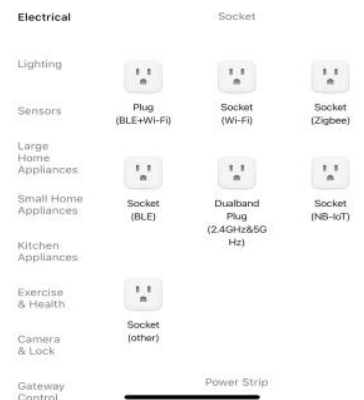 Electrical
Lighting
Sensors
Large
Home
Appliances
Small Home
Appliances
Kitchen
Appliances
Exercise
& Health
Camera
& Lock
Gateway
Control
Socket
Plug
(BLE+Wi-Fi)
Socket
(Wi-Fi)
Socket
(Zigbee)
Socket
(BLE)
Dualband
Plug
(2.4GHz&5G
Hz)
Socket
(NB-IoT)
Socket
(other)
Power Strip